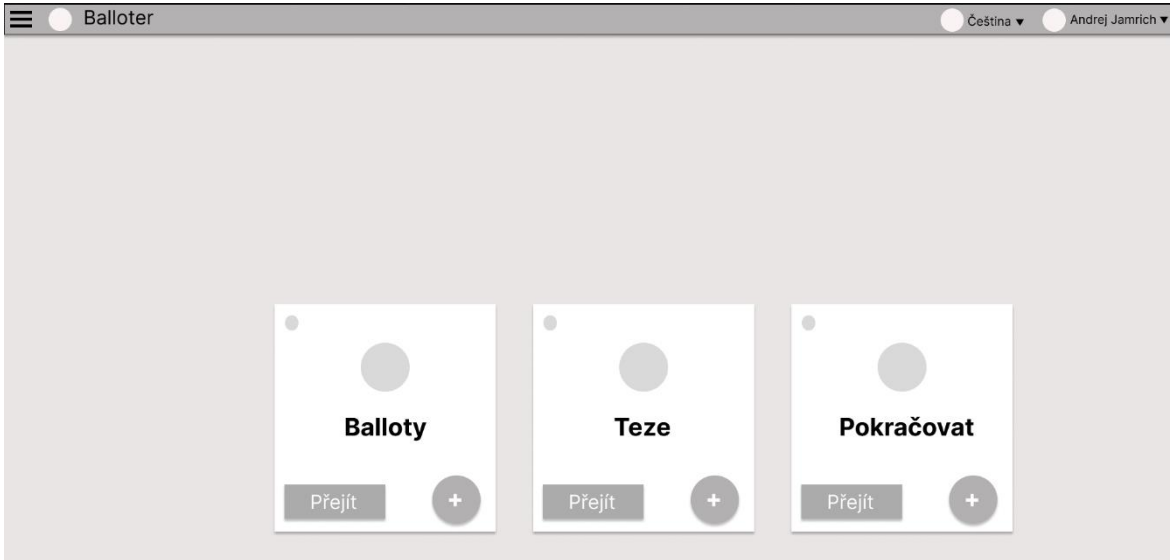 Balloter
Čeština ▼
Andrej Jamrich ▼
Balloty
Teze
Pokračovat
Přejít
+
Přejít
+
Přejít
+